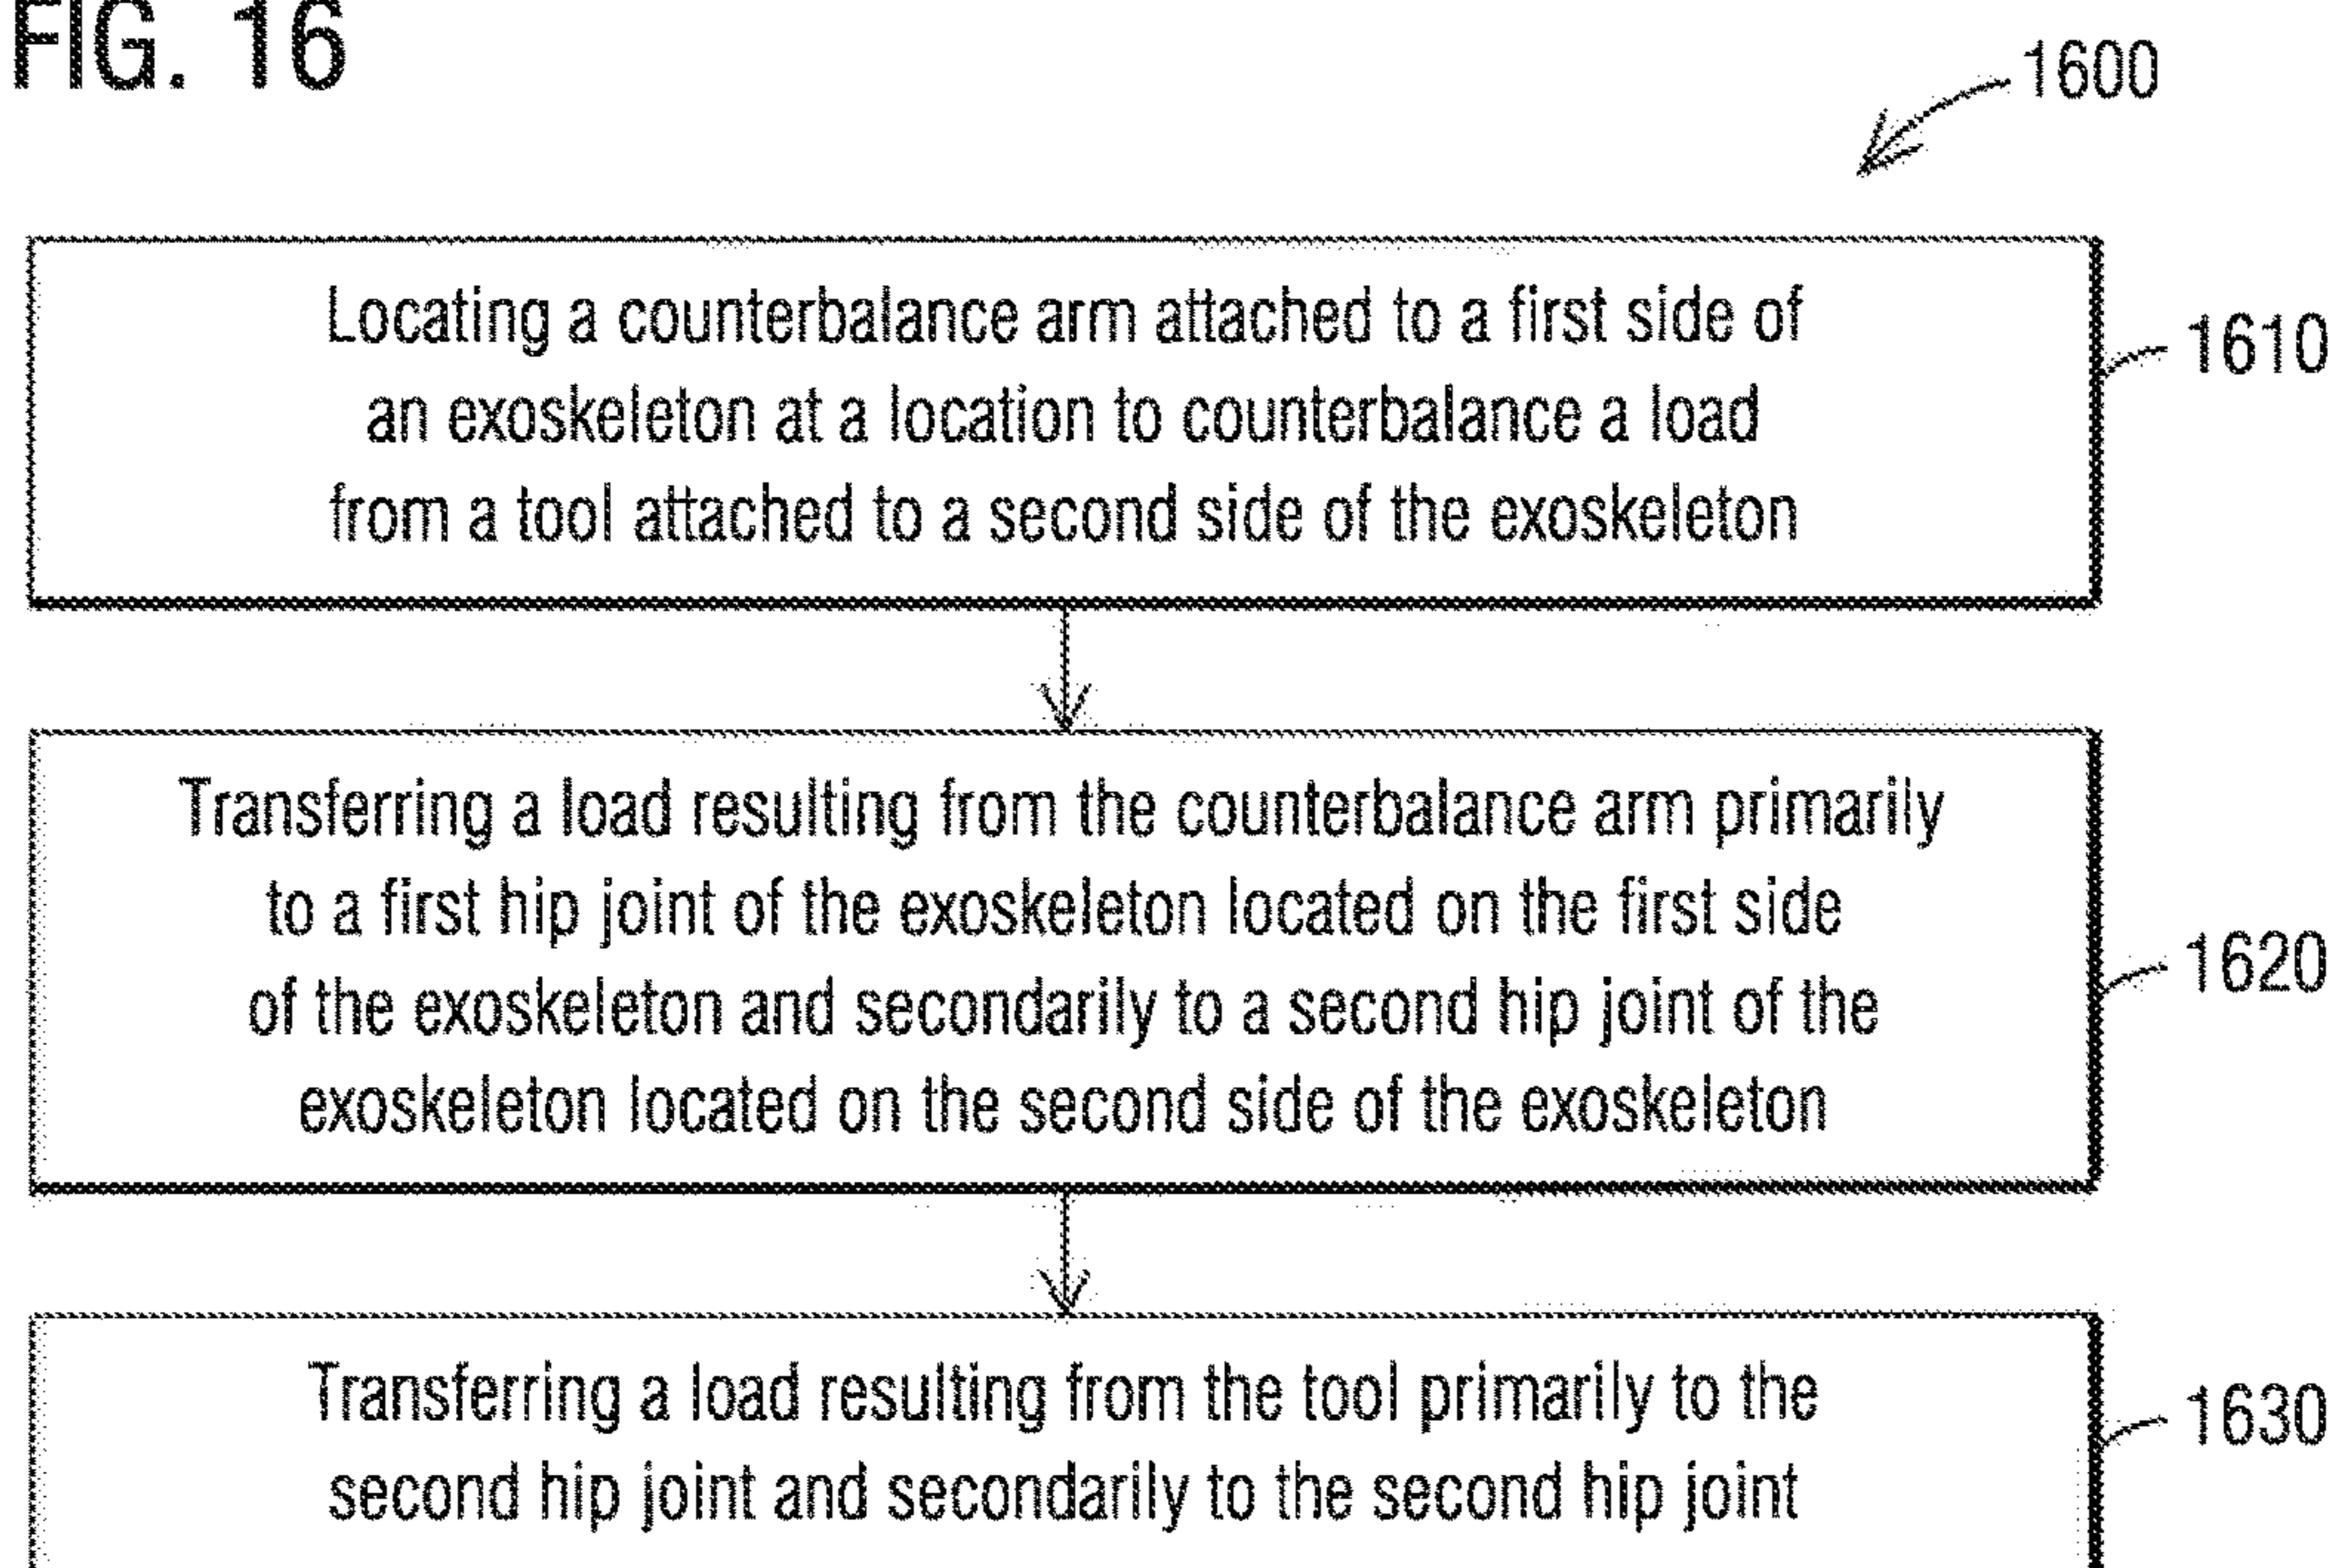 FIG. 16
1600
Locating a counterbalance arm attached to a first side of
an exoskeleton at a location to counterbalance a load
from a tool attached to a second side of the exoskeleton
1610
Transferring a load resulting from the counterbalance arm primarily
to a first hip joint of the exoskeleton located on the first side
of the exoskeleton and secondarily to a second hip joint of the
exoskeleton located on the second side of the exoskeleton
1620
Transferring a load resulting from the tool primarily to the
second hip joint and secondarily to the second hip joint
1630